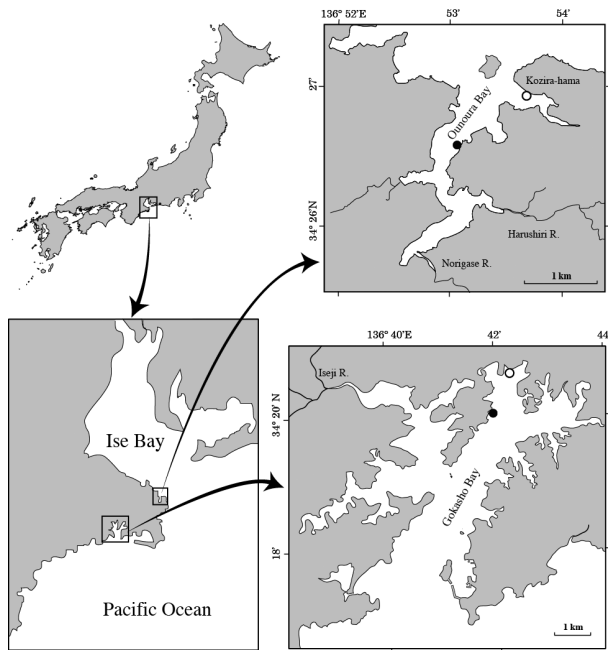 136° 52'E
53'
54'
27'
Kozira-hama
Ounoura Bay
34° 26'N
Harushiri R.
Norigase R.
1 km
Ise Bay
Pacific Ocean
136° 40'E
42'
44
Iseji R.
34° 20'N
Gokasho Bay
18'
1 km